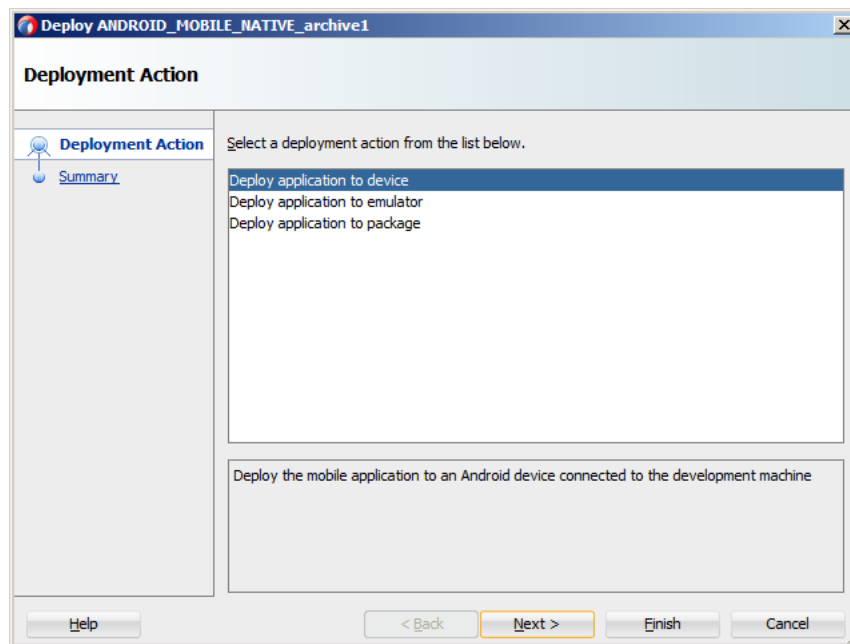 Deploy ANDROID_MOBILE_NATIVE_archive1
Deployment Action
Deployment Action
Summary
Select a deployment action from the list below.
Deploy application to device
Deploy application to emulator
Deploy application to package
Deploy the mobile application to an Android device connected to the development machine
Help
< Back
Next >
Finish
Cancel